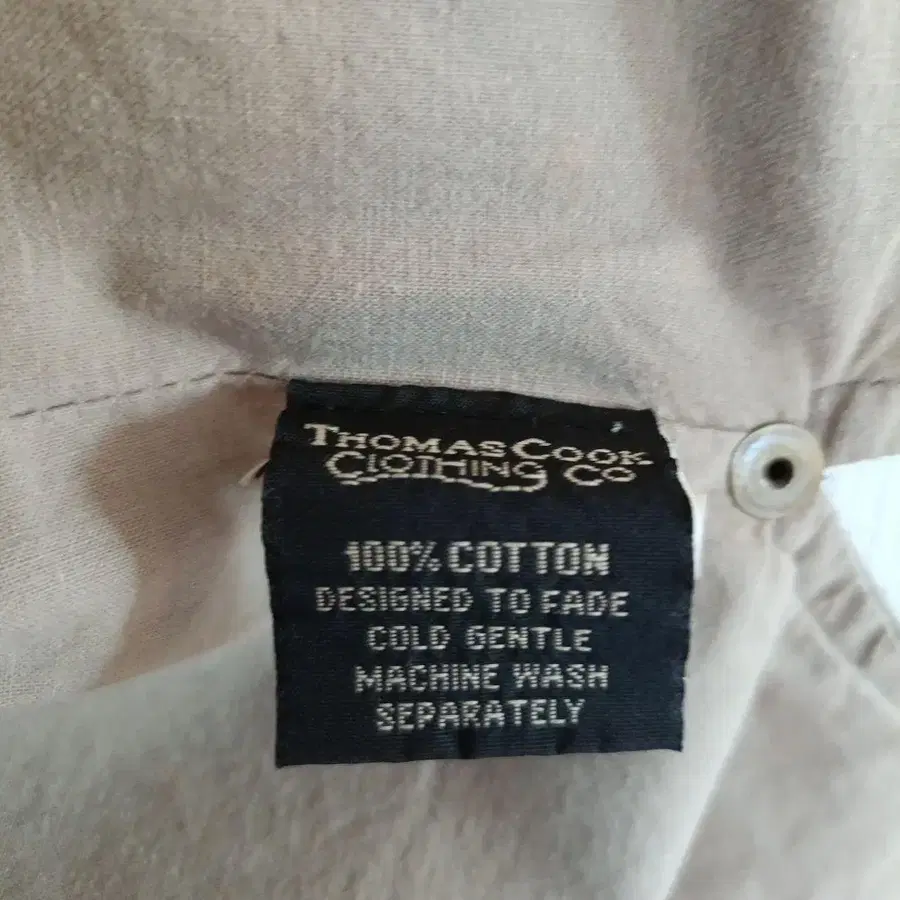 THOMAS COOK
CLOTHING CO
100% COTTON
DESIGNED TO FADE
COLD GENTLE
MACHINE WASH
SEPARATELY